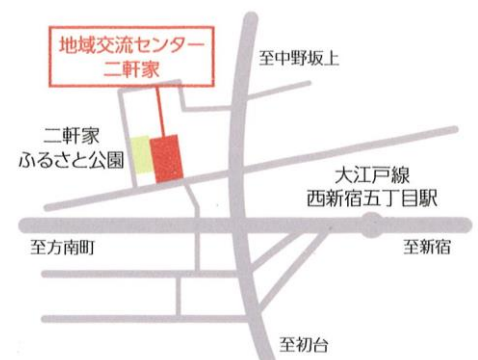 地域交流センター
二軒家
至中野坂上
二軒家
ふるさと公園
大江戸線
西新宿五丁目駅
至方南町
至新宿
至初台